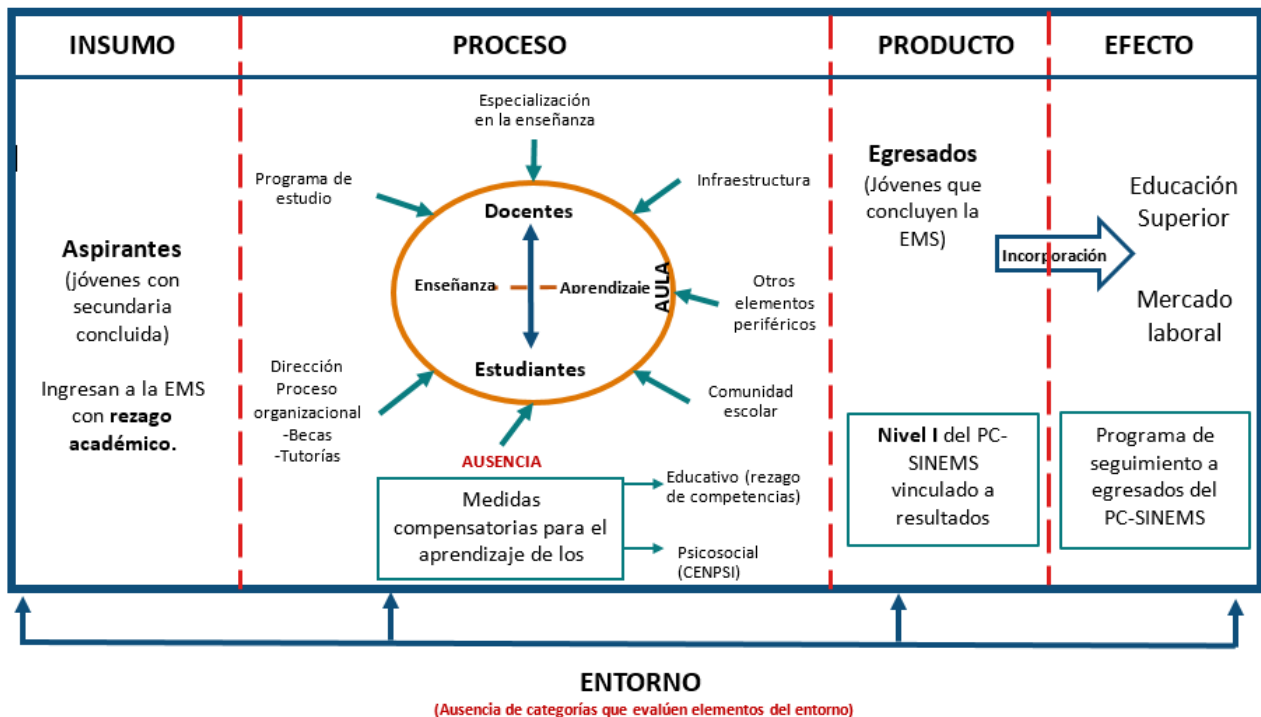 INSUMO
PROCESO
PRODUCTO
EFECTO
Aspirantes
(jóvenes con
secundaria
concluida)
Ingresan a la EMS
con rezago
académico.
Especialización
en la enseñanza
Programa de
estudio
Infraestructura
Docentes
Enseñanza
Aprendizaje
AULA
Otros
elementos
periféricos
Estudiantes
Dirección
Proceso
organizacional
-Becas
-Tutorías
Comunidad
escolar
AUSENCIA
Medidas
compensatorias para el
aprendizaje de los
Educativo (rezago
de competencias)
Psicosocial
(CENPSI)
Egresados
(Jóvenes que
concluyen la
EMS)
Incorporación
Nivel I del PC-
SINEMS
vinculado a
resultados
Educación
Superior
Mercado
laboral
Programa de
seguimiento a
egresados del
PC-SINEMS
ENTORNO
(Ausencia de categorías que evalúen elementos del entorno)